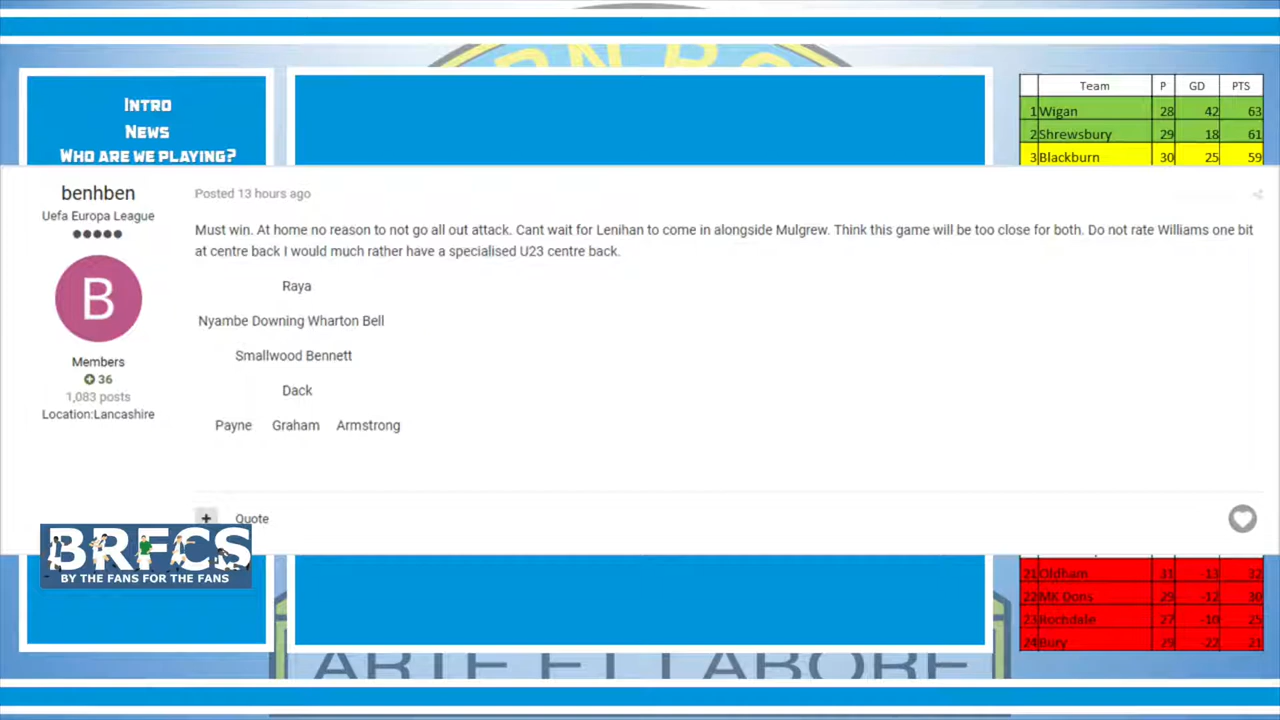 INTRO
NEWS
WHO ARE WE PLAYING?
Team P GD PTS
1 Wigan 28 42 63
2 Shrewsbury 29 18 61
3 Blackburn 30 25 59
benhben
Uefa Europa League
B
Members
36
1,083 posts
Location:Lancashire
Posted 13 hours ago
Must win. At home no reason to not go all out attack. Cant wait for Lenihan to come in alongside Mulgrew. Think this game will be too close for both. Do not rate Williams one bit
at centre back I would much rather have a specialised U23 centre back.
Raya
Nyambe Downing Wharton Bell
Smallwood Bennett
Dack
Payne Graham Armstrong
+ Quote
BRFCS
BY THE FANS FOR THE FANS
21 Oldham 31 -13 32
22 MK Dons 29 -12 30
23 Rochdale 27 -10 25
24 Bury 29 -22 21
ARTE ET LABORE